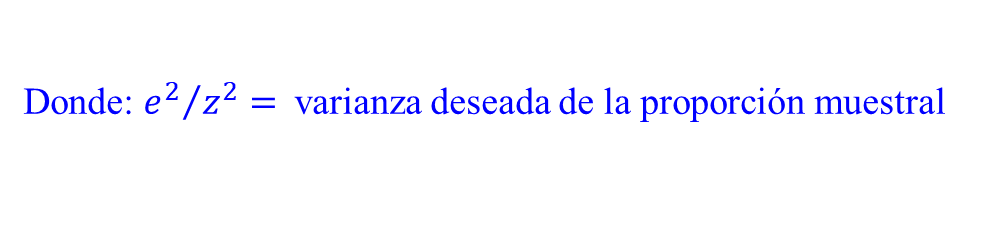 Donde: e²/z² = varianza deseada de la proporción muestral